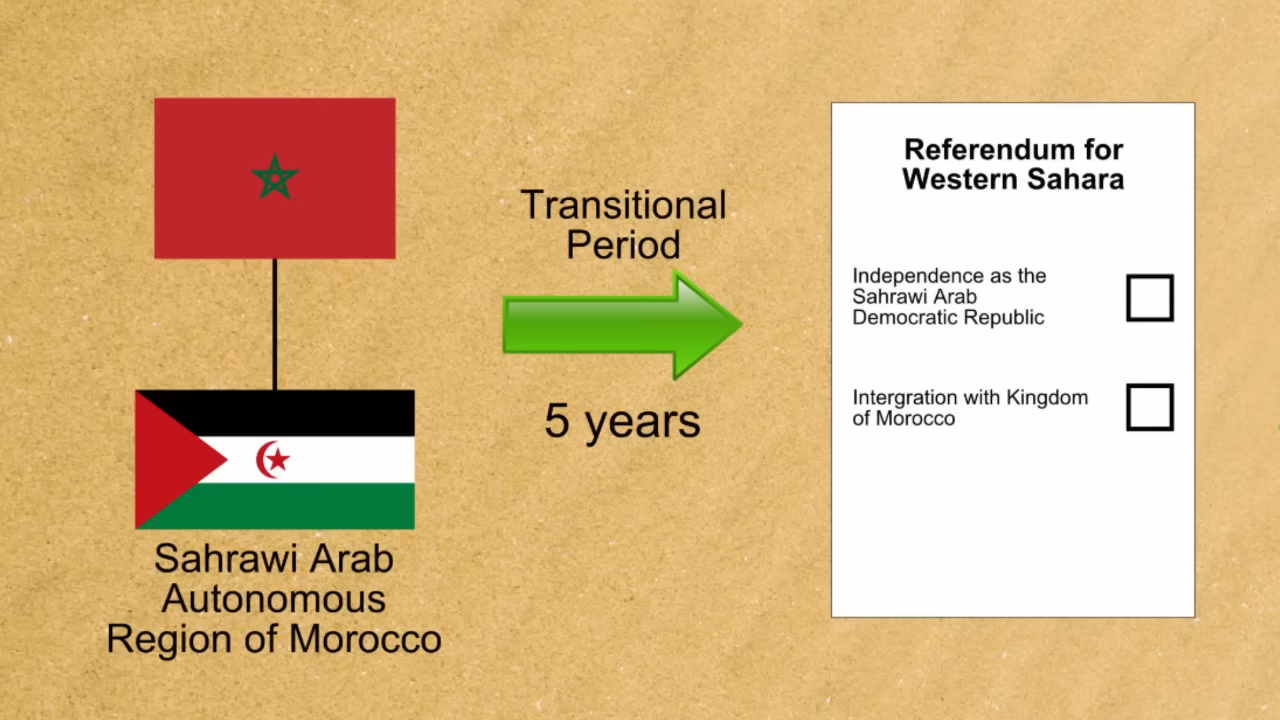 Sahrawi Arab
Autonomous
Region of Morocco
Transitional
Period
5 years
Referendum for
Western Sahara
Independence as the
Sahrawi Arab
Democratic Republic
Intergration with Kingdom
of Morocco